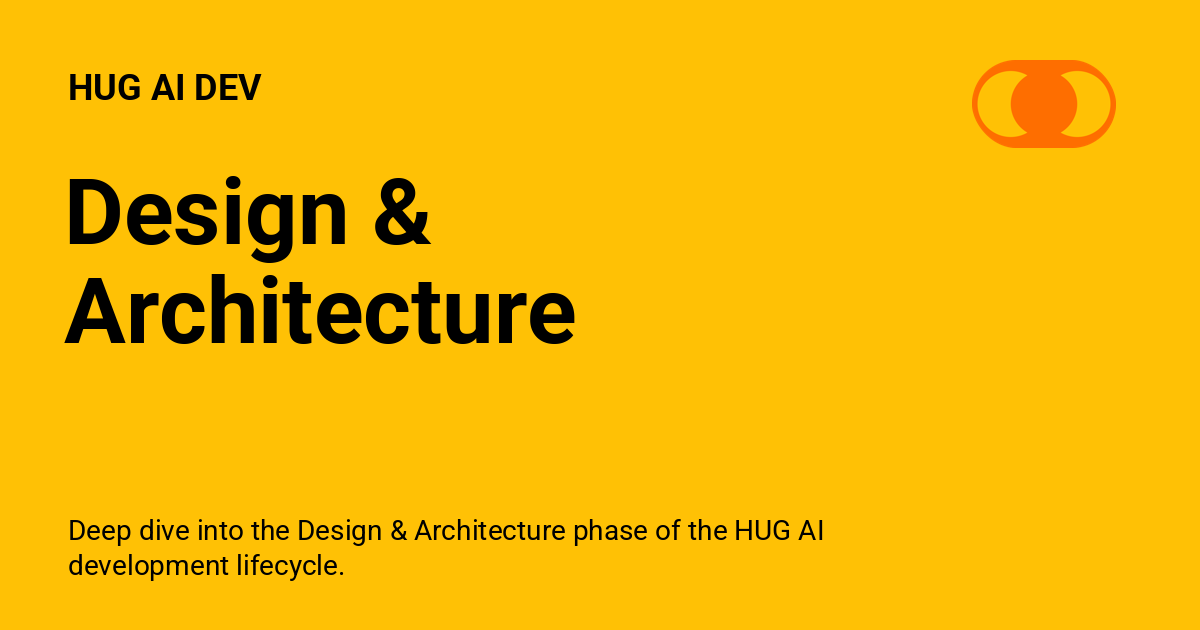 HUG AI DEV
Design &
Architecture
Deep dive into the Design & Architecture phase of the HUG AI
development lifecycle.